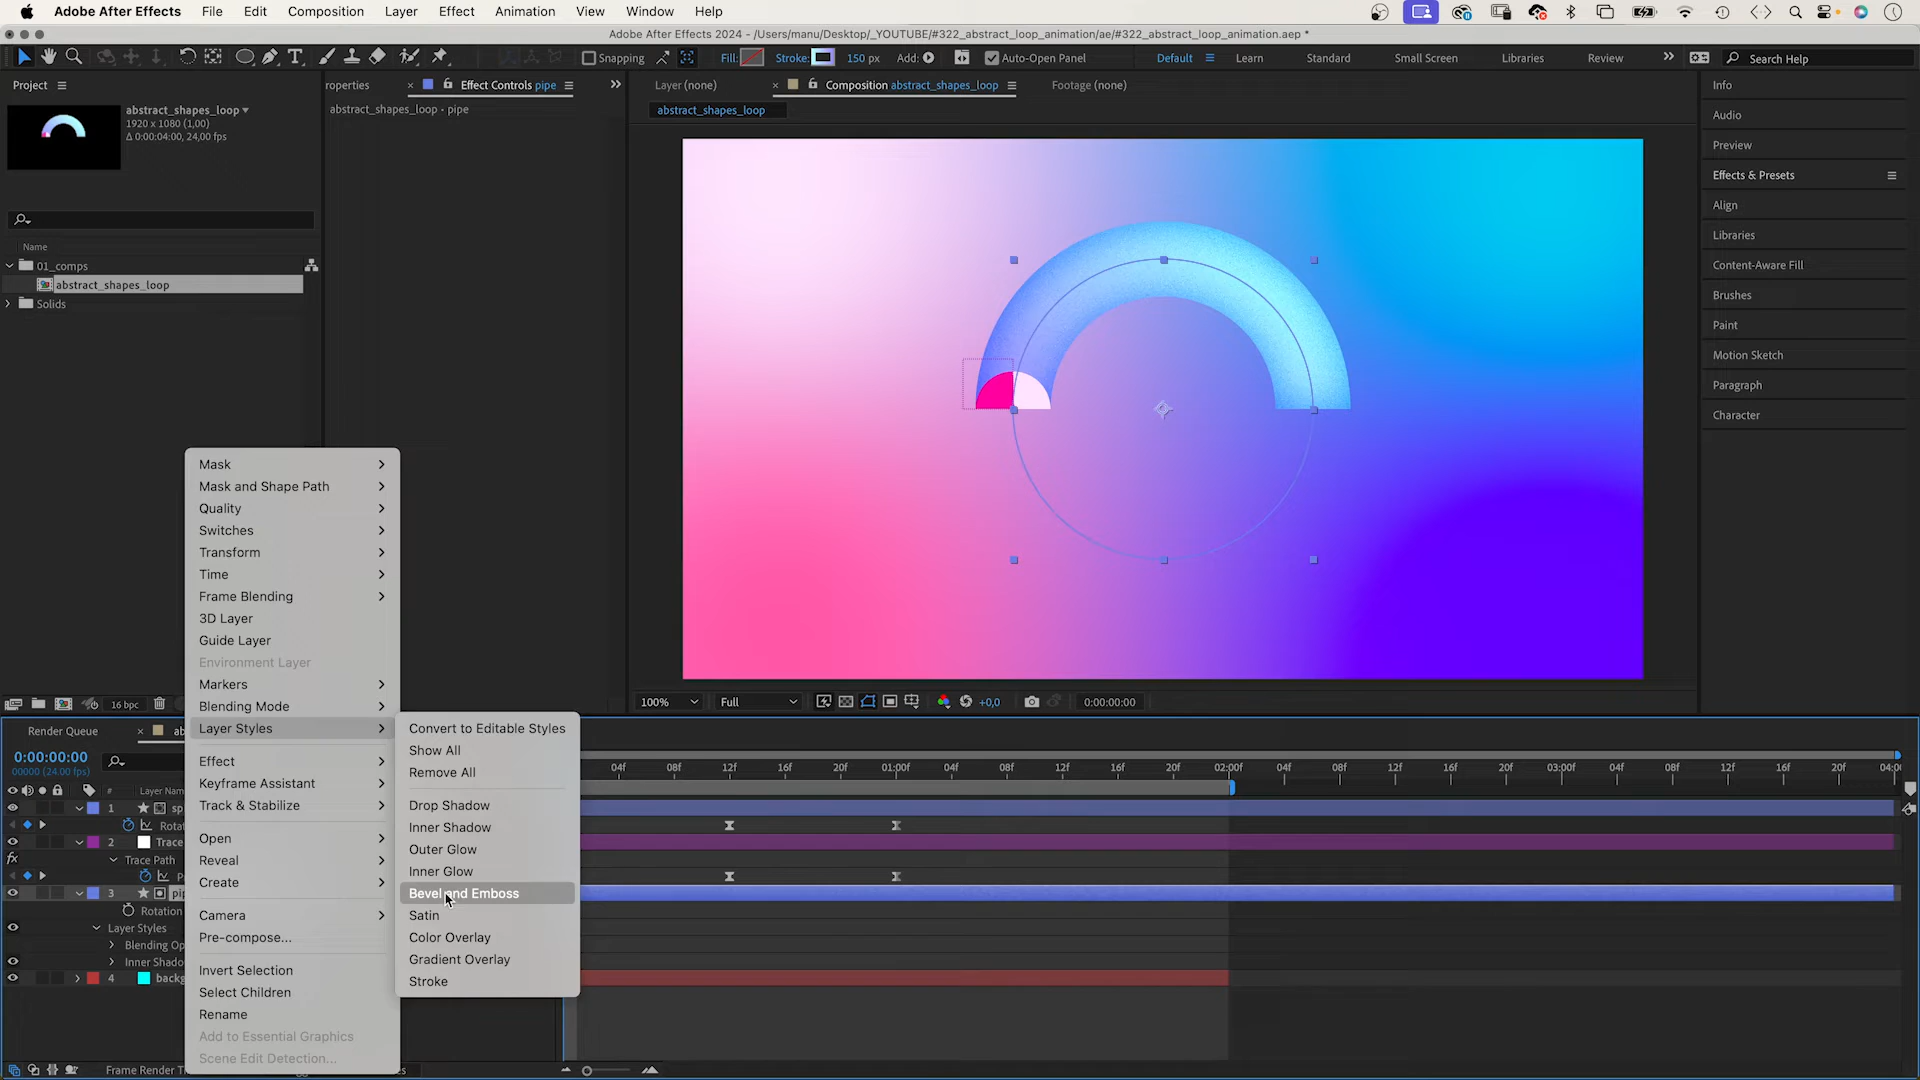 Adobe After Effects File Edit Composition Layer Effect Animation View Window Help
Adobe After Effects 2024 - /Users/manu/Desktop/_YOUTUBE/#322_abstract_loop_animation/ae/#322_abstract_loop_animation.aep *
Snapping Fill: Stroke: 150 px Add: Auto-Open Panel Default Learn Standard Small Screen Libraries Review Search Help
Project
roperties Effect Controls pipe
Layer (none) Composition abstract_shapes_loop Footage (none)
abstract_shapes_loop
1920 x 1080 (1,00)
Δ 0:00:04:00, 24,00 fps
abstract_shapes_loop • pipe
abstract_shapes_loop
Name
01_comps
abstract_shapes_loop
Solids
Info
Audio
Preview
Effects & Presets
Align
Libraries
Content-Aware Fill
Brushes
Paint
Motion Sketch
Paragraph
Character
Mask
Mask and Shape Path
Quality
Switches
Transform
Time
Frame Blending
3D Layer
Guide Layer
Environment Layer
Markers
Blending Mode
Layer Styles
Effect
Keyframe Assistant
Track & Stabilize
Open
Reveal
Create
Camera
Pre-compose...
Invert Selection
Select Children
Rename
Add to Essential Graphics
Scene Edit Detection...
Convert to Editable Styles
Show All
Remove All
Drop Shadow
Inner Shadow
Outer Glow
Inner Glow
Bevel and Emboss
Satin
Color Overlay
Gradient Overlay
Stroke
16 bpc
100% Full +0,0 0:00:00:00
Render Queue ab
0:00:00:00
00000 (24.00 fps)
04f 08f 12f 16f 20f 01:00f 04f 08f 12f 16f 20f 02:00f 04f 08f 12f 16f 20f 03:00f 04f 08f 12f 16f 20f 04:0
# Layer Nam
1 sp
Rotat
2 Trace
fx Trace Path
P
3 pip
Rotation
Layer Styles
Blending Op
Inner Shado
4 backg
Frame Render T